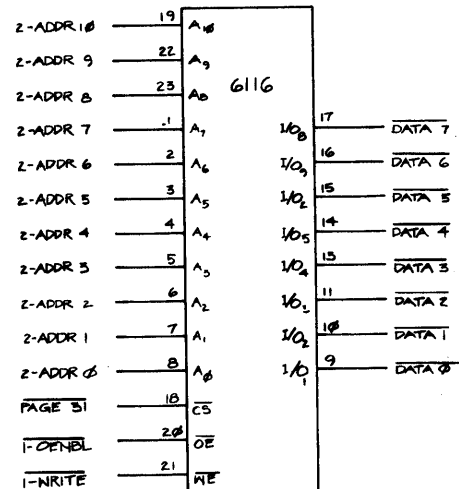 2-ADDR 10 19 A10
2-ADDR 9 22 A9
6116
2-ADDR 8 23 A8
2-ADDR 7 1 A7 I/O8 17 DATA 7
2-ADDR 6 2 A6 I/O9 16 DATA 6
2-ADDR 5 3 A5 I/O2 15 DATA 5
2-ADDR 4 4 A4 I/O5 14 DATA 4
2-ADDR 3 5 A3 I/O4 13 DATA 3
2-ADDR 2 6 A2 I/O3 11 DATA 2
2-ADDR 1 7 A1 I/O2 10 DATA 1
2-ADDR 0 8 A0 I/O1 9 DATA 0
PAGE 31 18 CS
1-OENBL 20 OE
1-WRITE 21 WE